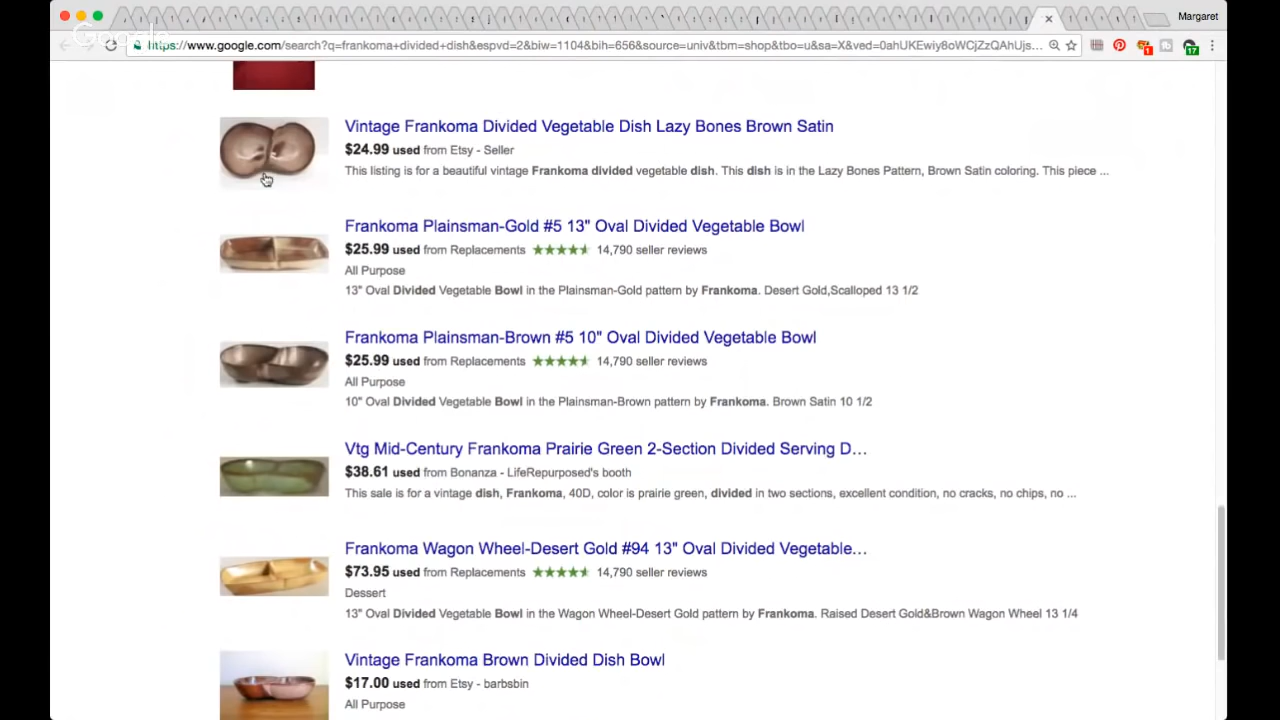 Margaret
Google
https://www.google.com/search?q=frankoma+divided+dish&espvd=2&biw=1104&bih=656&source=univ&tbm=shop&tbo=u&sa=X&ved=0ahUKEwiy8oWCjZzQAhUjs...
1
17
Vintage Frankoma Divided Vegetable Dish Lazy Bones Brown Satin
$24.99 used from Etsy - Seller
This listing is for a beautiful vintage Frankoma divided vegetable dish. This dish is in the Lazy Bones Pattern, Brown Satin coloring. This piece ...
Frankoma Plainsman-Gold #5 13" Oval Divided Vegetable Bowl
$25.99 used from Replacements 14,790 seller reviews
All Purpose
13" Oval Divided Vegetable Bowl in the Plainsman-Gold pattern by Frankoma. Desert Gold,Scalloped 13 1/2
Frankoma Plainsman-Brown #5 10" Oval Divided Vegetable Bowl
$25.99 used from Replacements 14,790 seller reviews
All Purpose
10" Oval Divided Vegetable Bowl in the Plainsman-Brown pattern by Frankoma. Brown Satin 10 1/2
Vtg Mid-Century Frankoma Prairie Green 2-Section Divided Serving D...
$38.61 used from Bonanza - LifeRepurposed's booth
This sale is for a vintage dish, Frankoma, 40D, color is prairie green, divided in two sections, excellent condition, no cracks, no chips, no ...
Frankoma Wagon Wheel-Desert Gold #94 13" Oval Divided Vegetable...
$73.95 used from Replacements 14,790 seller reviews
Dessert
13" Oval Divided Vegetable Bowl in the Wagon Wheel-Desert Gold pattern by Frankoma. Raised Desert Gold&Brown Wagon Wheel 13 1/4
Vintage Frankoma Brown Divided Dish Bowl
$17.00 used from Etsy - barbsbin
All Purpose